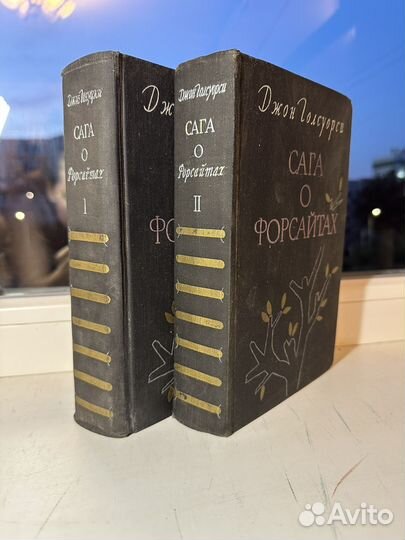 Джон Голсуорси
САГА
О
Форсайтах
I
Джон Голсуорси
САГА
О
Форсайтах
II
Джон Голсуорси
САГА
О
ФОРСАЙТАХ
Avito